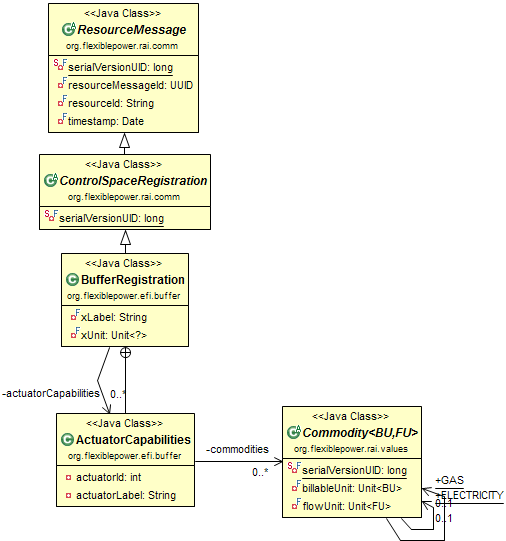 <<Java Class>>
ResourceMessage
org.flexiblepower.rai.comm
serialVersionUID: long
resourceMessageId: UUID
resourceId: String
timestamp: Date
<<Java Class>>
ControlSpaceRegistration
org.flexiblepower.rai.comm
serialVersionUID: long
<<Java Class>>
BufferRegistration
org.flexiblepower.efi.buffer
xLabel: String
xUnit: Unit<?>
-actuatorCapabilities
0..*
<<Java Class>>
ActuatorCapabilities
org.flexiblepower.efi.buffer
actuatorId: int
actuatorLabel: String
-commodities
0..*
<<Java Class>>
Commodity<BU,FU>
org.flexiblepower.rai.values
serialVersionUID: long
billableUnit: Unit<BU>
flowUnit: Unit<FU>
+GAS
+ELECTRICITY
0..1
0..1